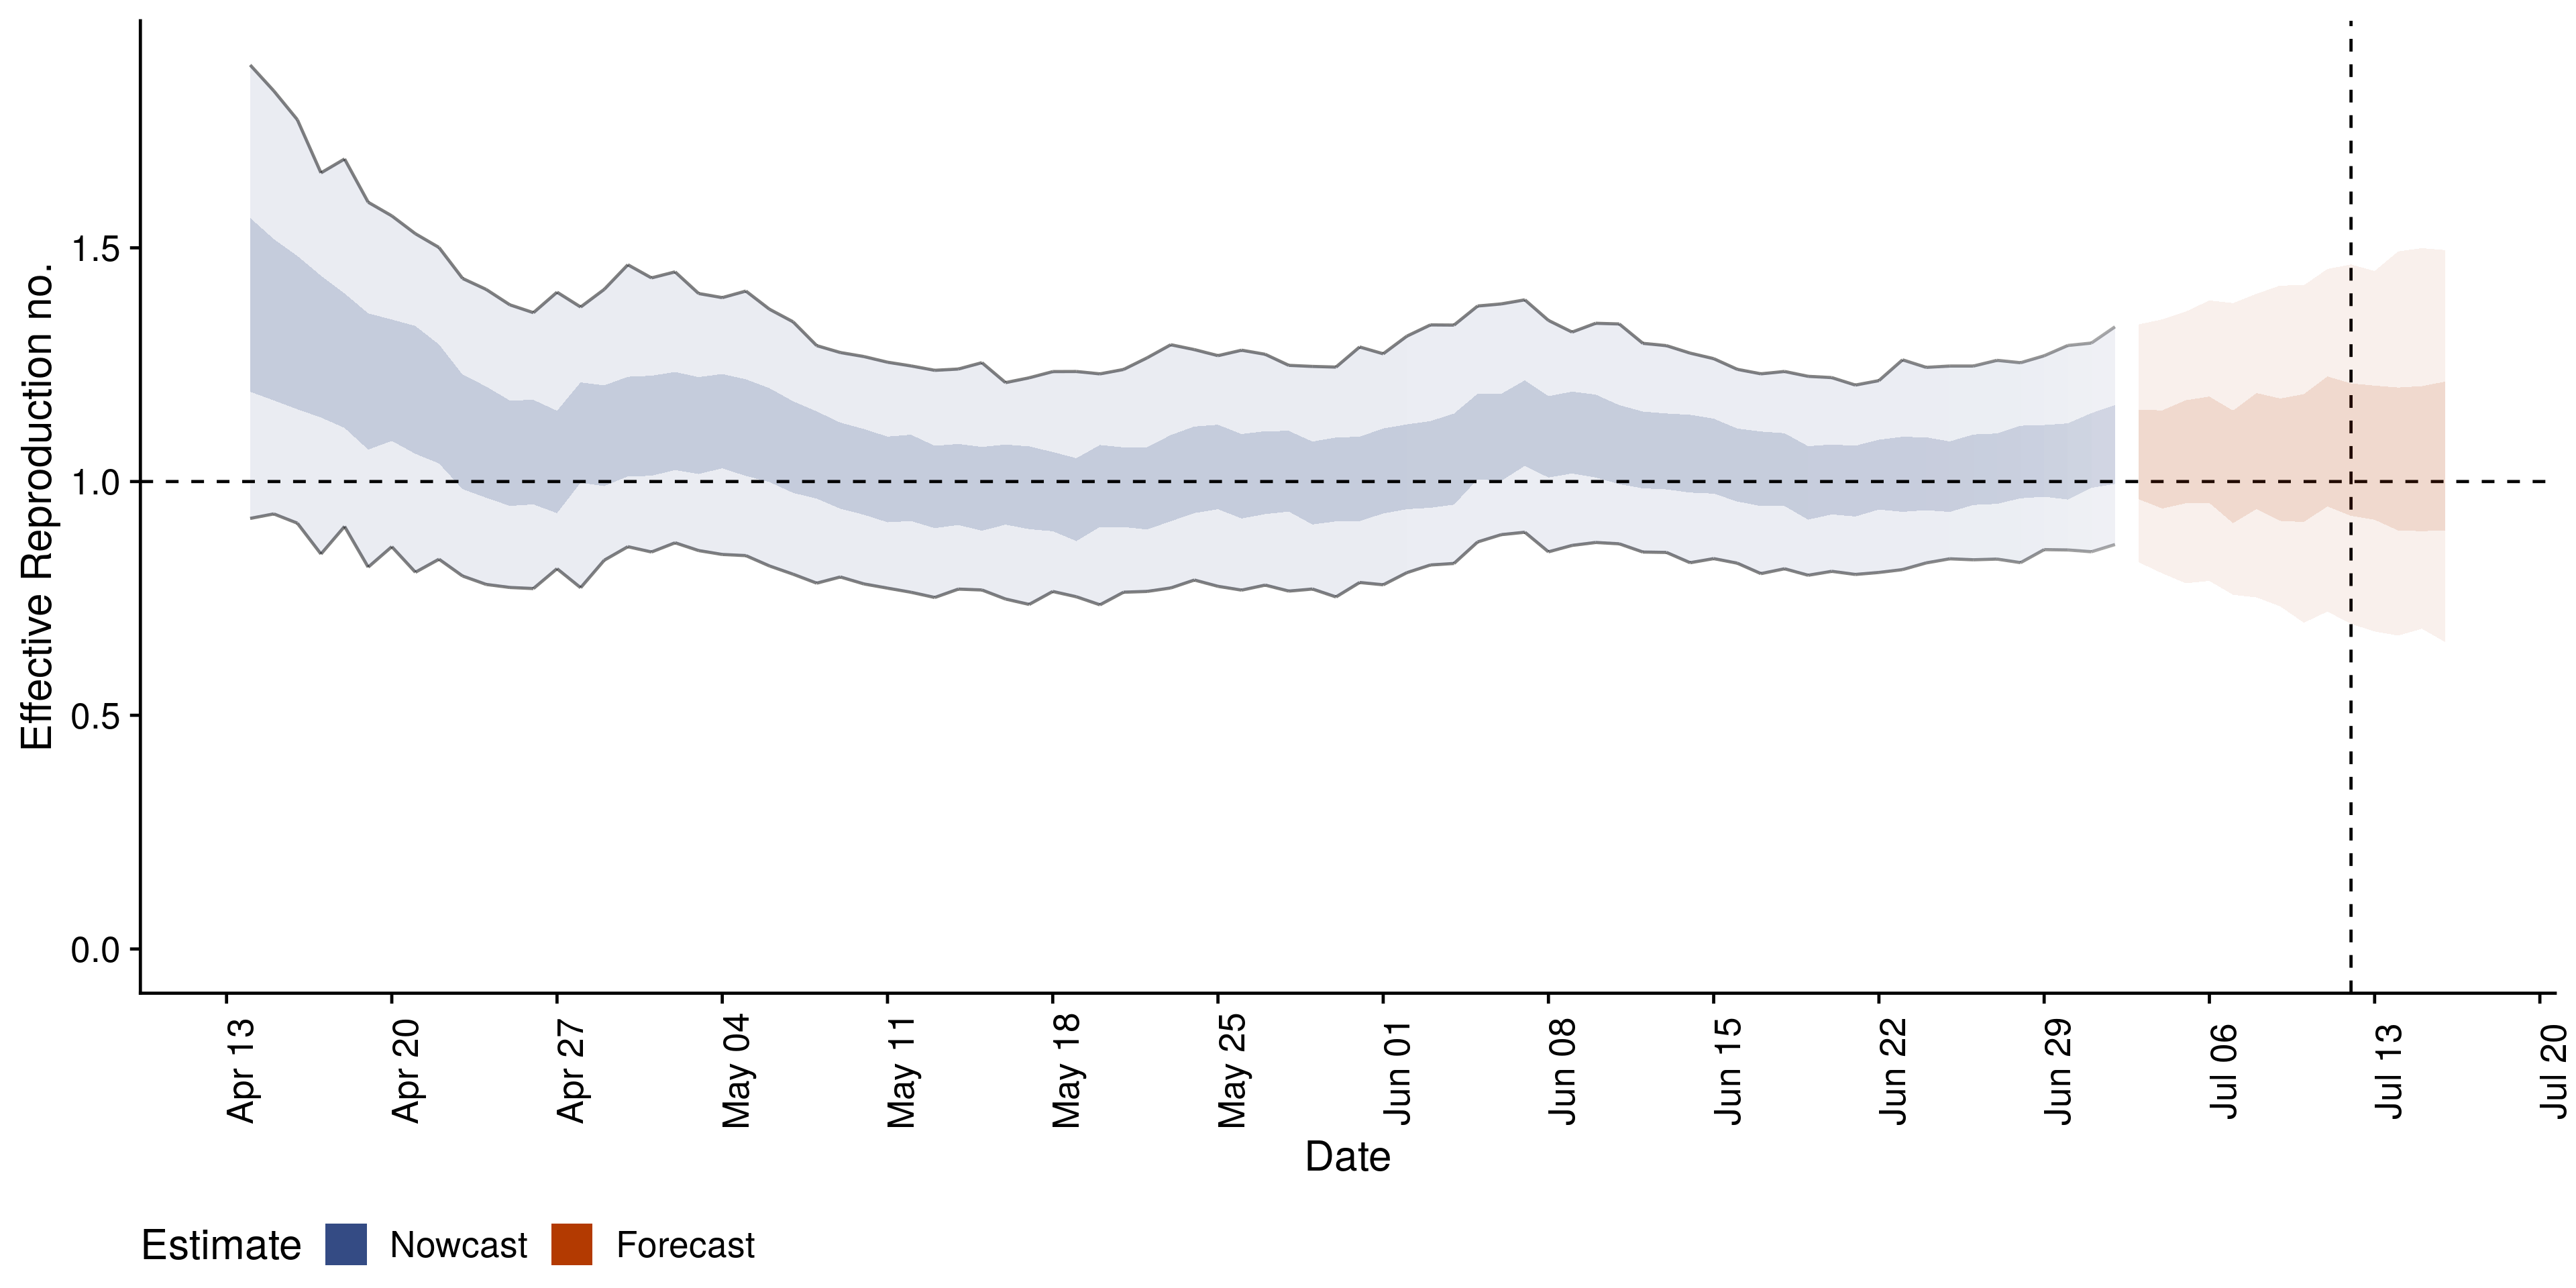 Effective Reproduction no.
1.5
1.0
0.5
0.0
Apr 13
Apr 20
Apr 27
May 04
May 11
May 18
May 25
Jun 01
Jun 08
Jun 15
Jun 22
Jun 29
Jul 06
Jul 13
Jul 20
Date
Estimate Nowcast Forecast